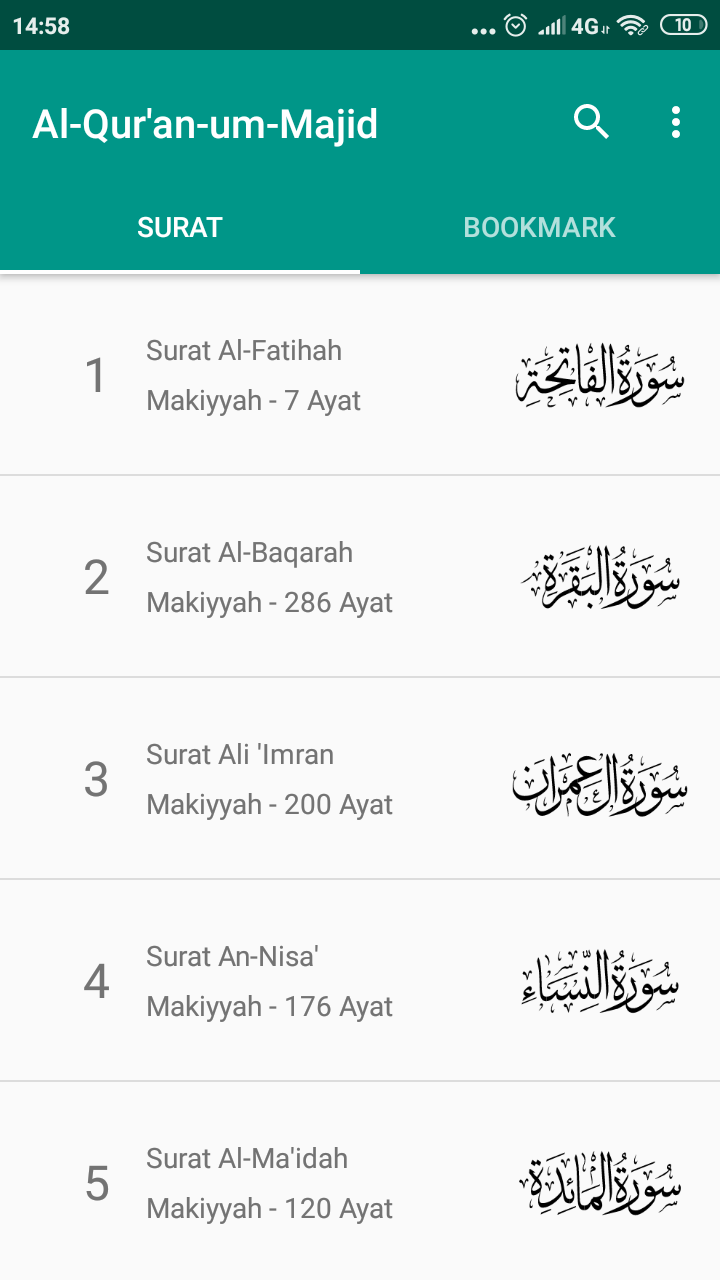 14:58
4G
10
Al-Qur'an-um-Majid
SURAT
BOOKMARK
1
Surat Al-Fatihah
سُورَةُ الفَاتِحَةِ
Makiyyah - 7 Ayat
2
Surat Al-Baqarah
سُورَةُ البَقَرَةِ
Makiyyah - 286 Ayat
3
Surat Ali 'Imran
سُورَةُ آل عِمۡرَان
Makiyyah - 200 Ayat
4
Surat An-Nisa'
سُورَةُ النِّسَاءِ
Makiyyah - 176 Ayat
5
Surat Al-Ma'idah
سُورَةُ المَائِدَةِ
Makiyyah - 120 Ayat